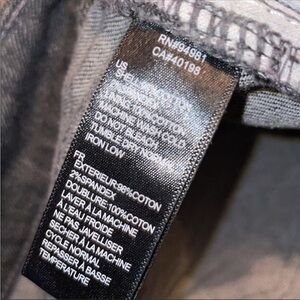 RN#94981
CA#40198
US
SHELL:98%COTTON
2%SPANDEX
LINING:100%COTTON
MACHINE WASH COLD
DO NOT BLEACH
TUMBLE DRY NORMAL
IRON LOW
FR
EXTERIEUR:98%COTON
2%SPANDEX
DOUBLURE:100%COTON
LAVER À LA MACHINE
À L'EAU FROIDE
NE PAS JAVELLISER
SÉCHER À LA MACHINE
CYCLE NORMAL
REPASSER À BASSE
TEMPERATURE